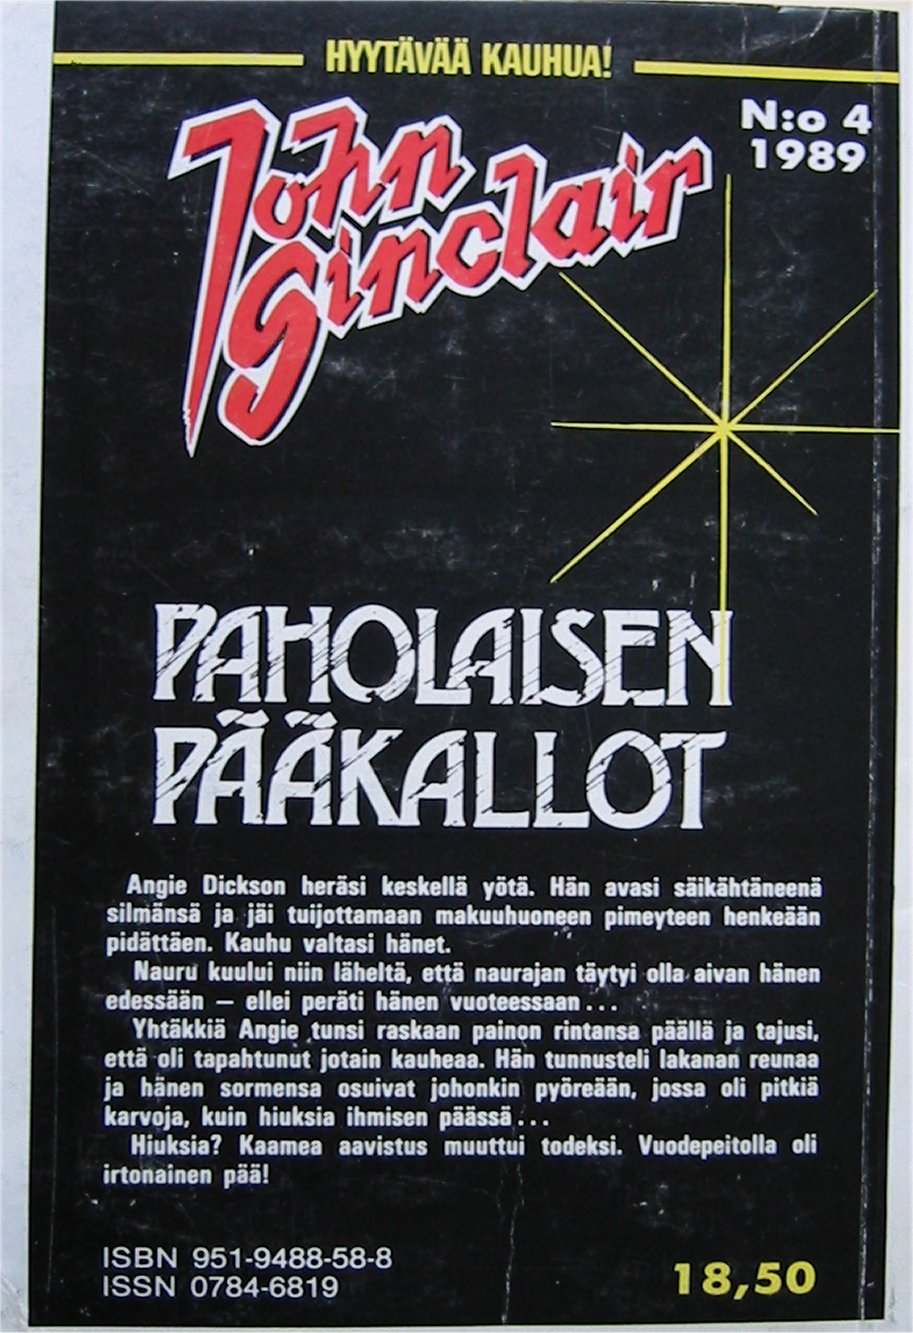 HYYTÄVÄÄ KAUHUA!
John
Sinclair
N:o 4
1989
PAHOLAISEN
PÄÄKALLOT
Angie Dickson heräsi keskellä yötä. Hän avasi säikähtäneenä
silmänsä ja jäi tuijottamaan makuuhuoneen pimeyteen henkeään
pidättäen. Kauhu valtasi hänet.
Nauru kuului niin läheltä, että naurajan täytyi olla aivan hänen
edessään — ellei peräti hänen vuoteessaan...
Yhtäkkiä Angie tunsi raskaan painon rintansa päällä ja tajusi,
että oli tapahtunut jotain kauheaa. Hän tunnusteli lakanan reunaa
ja hänen sormensa osuivat johonkin pyöreään, jossa oli pitkiä
karvoja, kuin hiuksia ihmisen päässä...
Hiuksia? Kaamea aavistus muuttui todeksi. Vuodepeitolla oli
irtonainen pää!
ISBN 951-9488-58-8
ISSN 0784-6819
18,50